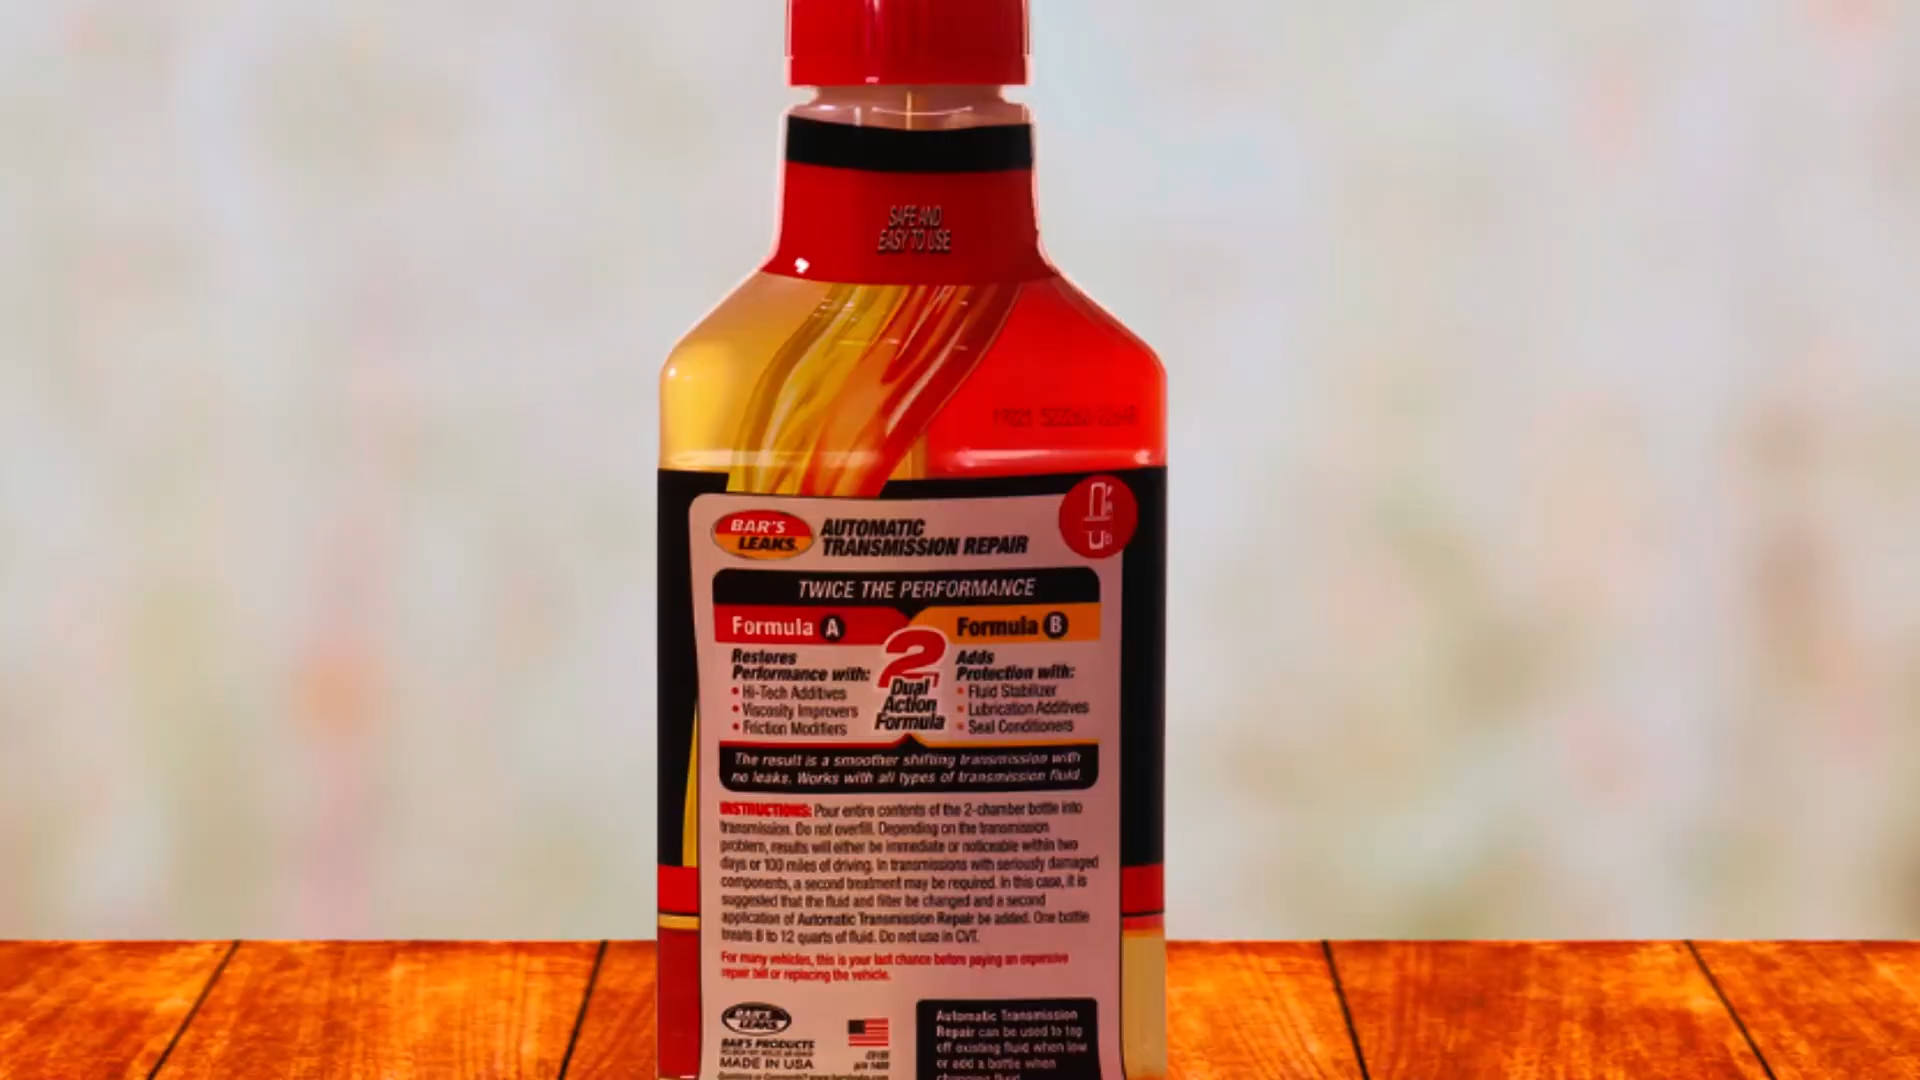 SAFE AND
EASY TO USE
BAR'S
LEAKS
AUTOMATIC
TRANSMISSION REPAIR
TWICE THE PERFORMANCE
Formula A
Restores
Performance with:
• Hi-Tech Additives
• Viscosity Improvers
• Friction Modifiers
2
Dual
Action
Formula
Formula B
Adds
Protection with:
• Fluid Stabilizer
• Lubrication Additives
• Seal Conditioners
The result is a smoother shifting transmission with
no leaks. Works with all types of transmission fluid.
INSTRUCTIONS: Pour entire contents of the 2-chamber bottle into
transmission. Do not overfill. Depending on the transmission
problem, results will either be immediate or noticeable within two
days or 100 miles of driving. In transmissions with seriously damaged
components, a second treatment may be required. In this case, it is
suggested that the fluid and filter be changed and a second
application of Automatic Transmission Repair be added. One bottle
treats 8 to 12 quarts of fluid. Do not use in CVT.
For many vehicles, this is your last chance before paying an expensive
repair bill or replacing the vehicle.
BAR'S
LEAKS
BAR'S PRODUCTS
MADE IN USA
Automatic Transmission
Repair can be used to top
off existing fluid when low
or add a bottle when
changing fluid.